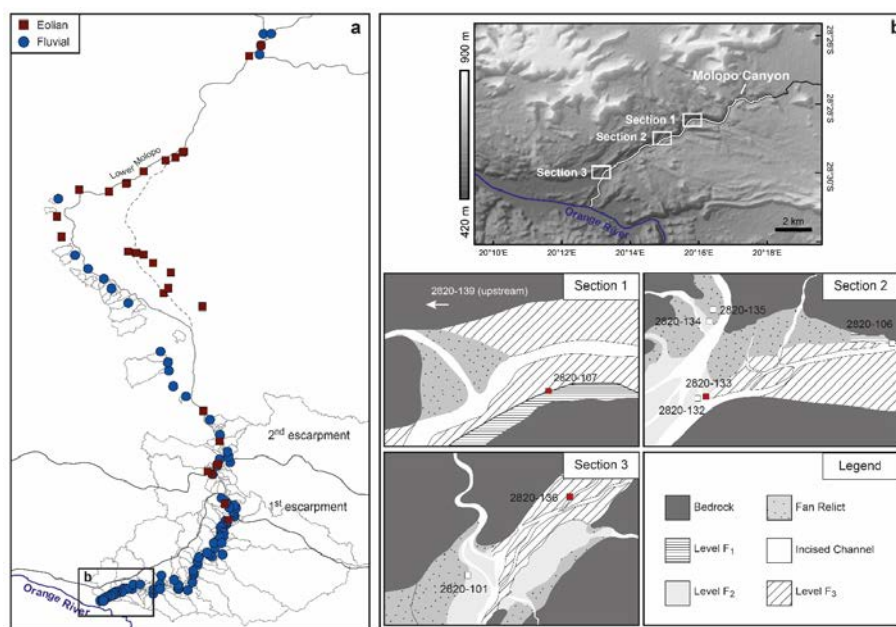 Eolian
Fluvial
a
Lower Molopo
2nd escarpment
1st escarpment
b
Orange River
b
900 m
420 m
Molopo Canyon
Section 1
Section 2
Section 3
Orange River
2 km
28°26'S
28°28'S
28°30'S
20°10'E
20°12'E
20°14'E
20°16'E
20°18'E
Section 1
2820-139 (upstream)
2820-107
Section 2
2820-135
2820-134
2820-106
2820-133
2820-132
Section 3
2820-136
2820-101
Legend
Bedrock
Fan Relict
Level F1
Incised Channel
Level F2
Level F3